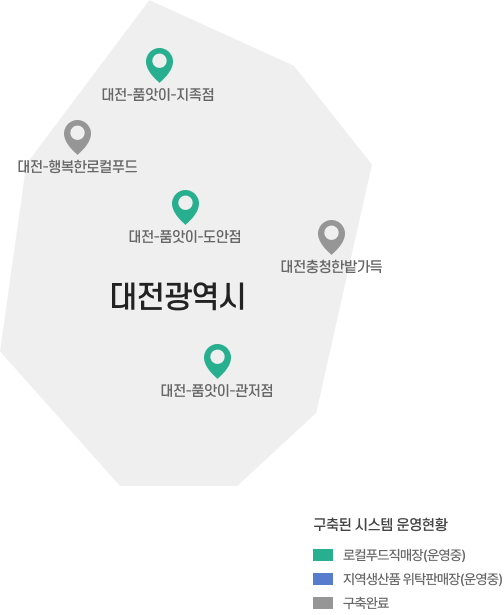 대전-품앗이-지족점
대전-행복한로컬푸드
대전-품앗이-도안점
대전충청한밭가득
대전광역시
대전-품앗이-관저점
구축된 시스템 운영현황
로컬푸드직매장(운영중)
지역생산품 위탁판매장(운영중)
구축완료